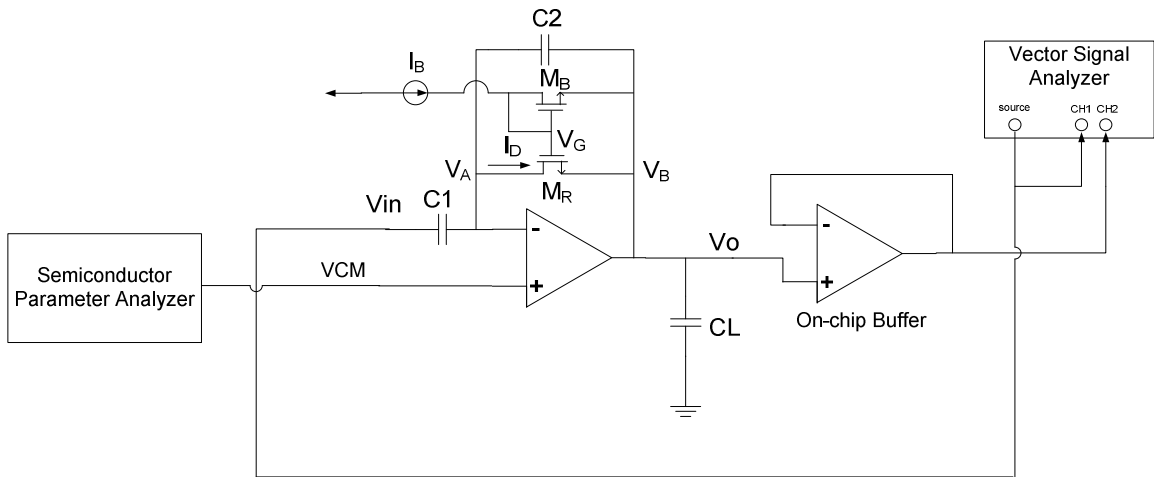 C2
I_B
M_B
V_G
I_D
V_A
V_B
M_R
Vin
C1
-
+
VCM
Semiconductor
Parameter Analyzer
Vo
CL
-
+
On-chip Buffer
Vector Signal
Analyzer
source
CH1
CH2